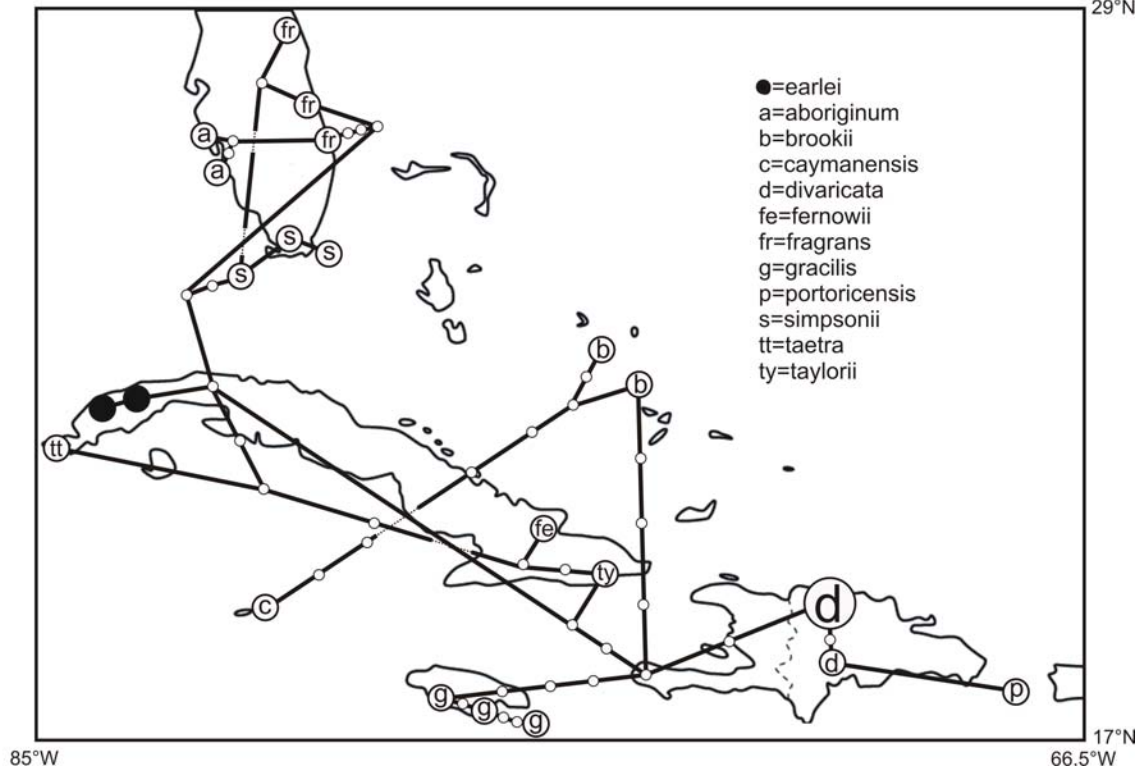 29°N
fr
●=earlei
a=aboriginum
fr
b=brookii
a
fr
c=caymanensis
a
d=divaricata
fe=fernowii
s
fr=fragrans
s
s
g=gracilis
p=portoricensis
s=simpsonii
b
tt=taetra
ty=taylorii
b
tt
fe
ty
c
d
d
g
g
g
p
17°N
85°W
66.5°W